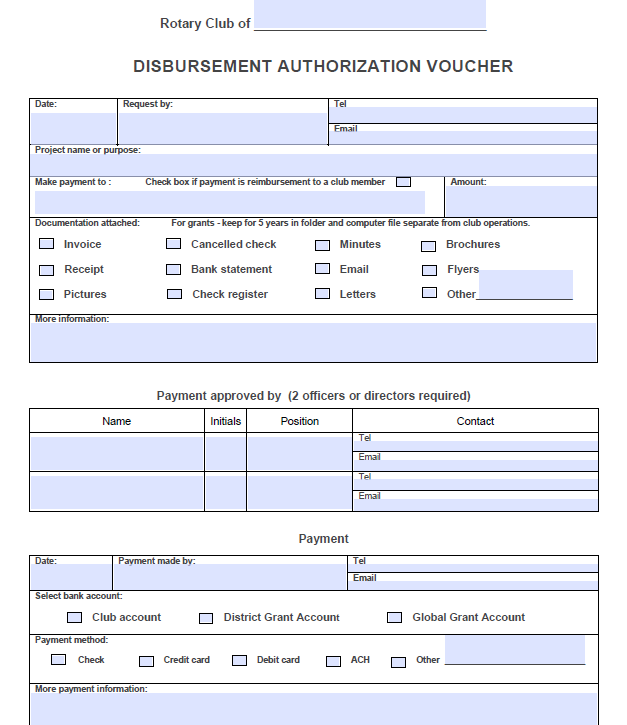 Rotary Club of
DISBURSEMENT AUTHORIZATION VOUCHER
Date: Request by: Tel
Email
Project name or purpose:
Make payment to : Check box if payment is reimbursement to a club member Amount:
Documentation attached: For grants - keep for 5 years in folder and computer file separate from club operations.
Invoice Cancelled check Minutes Brochures
Receipt Bank statement Email Flyers
Pictures Check register Letters Other
More information:
Payment approved by (2 officers or directors required)
Name Initials Position Contact
Tel
Email
Tel
Email
Payment
Date: Payment made by: Tel
Email
Select bank account:
Club account District Grant Account Global Grant Account
Payment method:
Check Credit card Debit card ACH Other
More payment information: